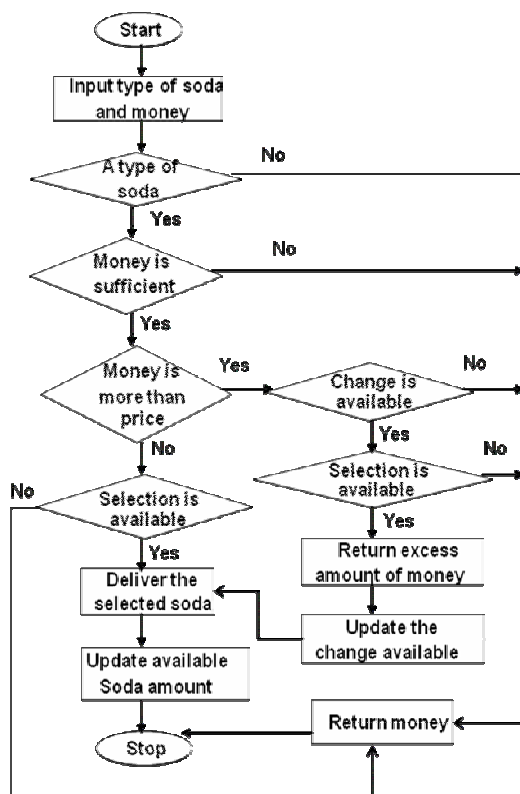 Start
Input type of soda
and money
A type of
soda
No
Yes
Money is
sufficient
No
Yes
Money is
more than
price
Yes
Change is
available
No
No
Yes
Selection is
available
No
No
Selection is
available
Yes
Yes
Return excess
amount of money
Deliver the
selected soda
Update the
change available
Update available
Soda amount
Return money
Stop